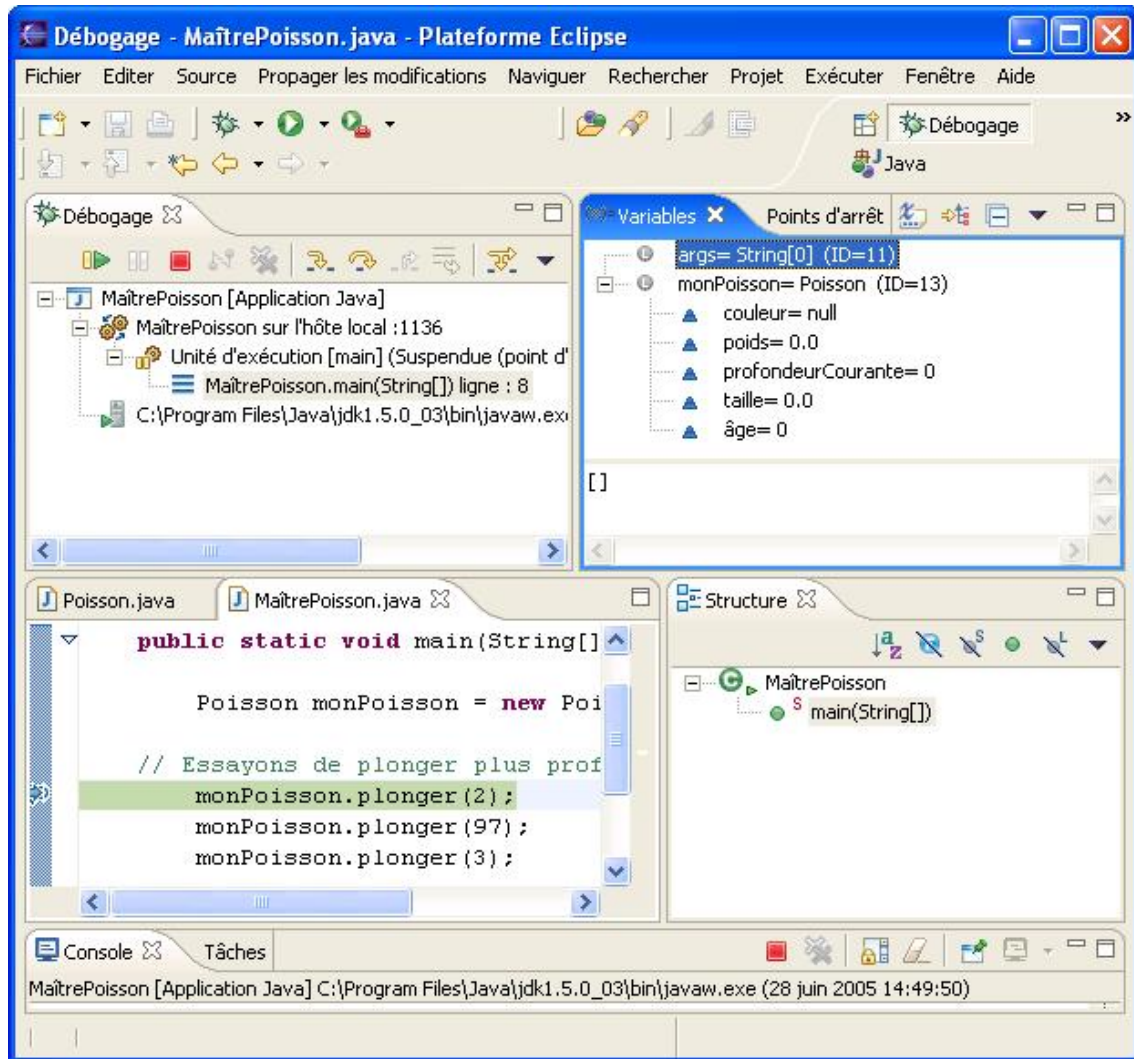 Débogage - MaîtrePoisson.java - Plateforme Eclipse
Fichier Editer Source Propager les modifications Naviguer Rechercher Projet Exécuter Fenêtre Aide
Débogage
Java
Débogage
MaîtrePoisson [Application Java]
MaîtrePoisson sur l'hôte local :1136
Unité d'exécution [main] (Suspendue (point d'
MaîtrePoisson.main(String[]) ligne : 8
C:\Program Files\Java\jdk1.5.0_03\bin\javaw.exe
Variables Points d'arrêt
args= String[0] (ID=11)
monPoisson= Poisson (ID=13)
couleur= null
poids= 0.0
profondeurCourante= 0
taille= 0.0
âge= 0
[]
Poisson.java MaîtrePoisson.java
public static void main(String[]
Poisson monPoisson = new Poi
// Essayons de plonger plus prof
monPoisson.plonger(2);
monPoisson.plonger(97);
monPoisson.plonger(3);
Structure
MaîtrePoisson
main(String[])
Console Tâches
MaîtrePoisson [Application Java] C:\Program Files\Java\jdk1.5.0_03\bin\javaw.exe (28 juin 2005 14:49:50)